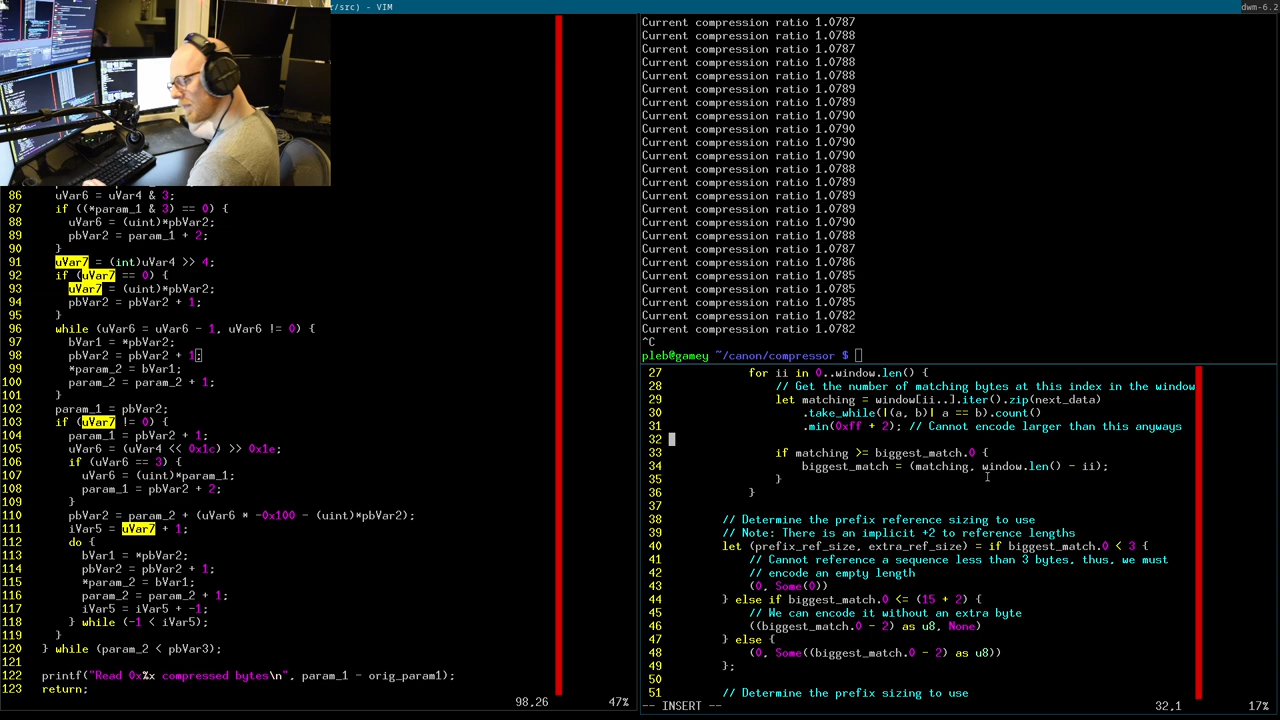 r/src) - VIM
dwm-6.2
86 uVar6 = uVar4 & 3;
87 if ((*param_1 & 3) == 0) {
88 uVar6 = (uint)*pbVar2;
89 pbVar2 = param_1 + 2;
90 }
91 uVar7 = (int)uVar4 >> 4;
92 if (uVar7 == 0) {
93 uVar7 = (uint)*pbVar2;
94 pbVar2 = pbVar2 + 1;
95 }
96 while (uVar6 = uVar6 - 1, uVar6 != 0) {
97 bVar1 = *pbVar2;
98 pbVar2 = pbVar2 + 1;
99 *param_2 = bVar1;
100 param_2 = param_2 + 1;
101 }
102 param_1 = pbVar2;
103 if (uVar7 != 0) {
104 param_1 = pbVar2 + 1;
105 uVar6 = (uVar4 << 0x1c) >> 0x1e;
106 if (uVar6 == 3) {
107 uVar6 = (uint)*param_1;
108 param_1 = pbVar2 + 2;
109 }
110 pbVar2 = param_2 + (uVar6 * -0x100 - (uint)*pbVar2);
111 iVar5 = uVar7 + 1;
112 do {
113 bVar1 = *pbVar2;
114 pbVar2 = pbVar2 + 1;
115 *param_2 = bVar1;
116 param_2 = param_2 + 1;
117 iVar5 = iVar5 + -1;
118 } while (-1 < iVar5);
119 }
120 } while (param_2 < pbVar3);
121
122 printf("Read 0x%x compressed bytes\n", param_1 - orig_param1);
123 return;
98,26 47%
Current compression ratio 1.0787
Current compression ratio 1.0788
Current compression ratio 1.0787
Current compression ratio 1.0788
Current compression ratio 1.0788
Current compression ratio 1.0789
Current compression ratio 1.0789
Current compression ratio 1.0790
Current compression ratio 1.0790
Current compression ratio 1.0790
Current compression ratio 1.0790
Current compression ratio 1.0788
Current compression ratio 1.0789
Current compression ratio 1.0789
Current compression ratio 1.0789
Current compression ratio 1.0790
Current compression ratio 1.0788
Current compression ratio 1.0787
Current compression ratio 1.0786
Current compression ratio 1.0785
Current compression ratio 1.0785
Current compression ratio 1.0785
Current compression ratio 1.0782
Current compression ratio 1.0782
^C
pleb@gamey ~/canon/compressor $
27 for ii in 0..window.len() {
28 // Get the number of matching bytes at this index in the window
29 let matching = window[ii..].iter().zip(next_data)
30 .take_while(|(a, b)| a == b).count()
31 .min(0xff + 2); // Cannot encode larger than this anyways
32
33 if matching >= biggest_match.0 {
34 biggest_match = (matching, window.len() - ii);
35 }
36 }
37
38 // Determine the prefix reference sizing to use
39 // Note: There is an implicit +2 to reference lengths
40 let (prefix_ref_size, extra_ref_size) = if biggest_match.0 < 3 {
41 // Cannot reference a sequence less than 3 bytes, thus, we must
42 // encode an empty length
43 (0, Some(0))
44 } else if biggest_match.0 <= (15 + 2) {
45 // We can encode it without an extra byte
46 ((biggest_match.0 - 2) as u8, None)
47 } else {
48 (0, Some((biggest_match.0 - 2) as u8))
49 };
50
51 // Determine the prefix sizing to use
-- INSERT -- 32,1 17%